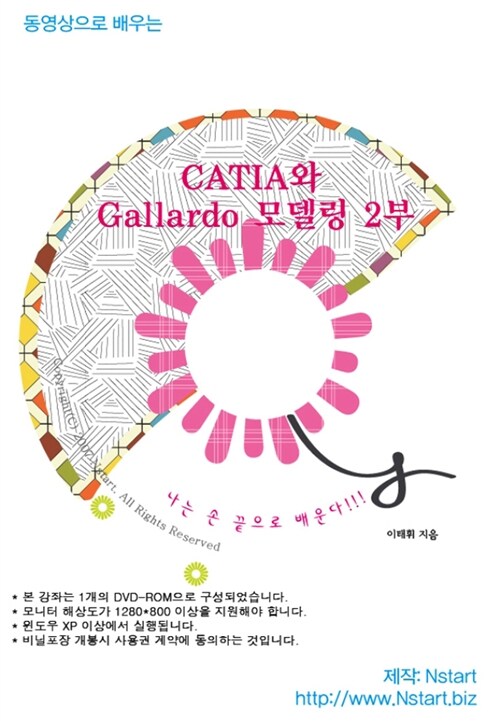 동영상으로 배우는
CATIA와
Gallardo 모델링 2부
Copyright(C) 2007 Nstart. All Rights Reserved
나는 손 끝으로 배운다!!!
이태휘 지음
* 본 강좌는 1개의 DVD-ROM으로 구성되었습니다.
* 모니터 해상도가 1280*800 이상을 지원해야 합니다.
* 윈도우 XP 이상에서 실행됩니다.
* 비닐포장 개봉시 사용권 계약에 동의하는 것입니다.
제작: Nstart
http://www.Nstart.biz